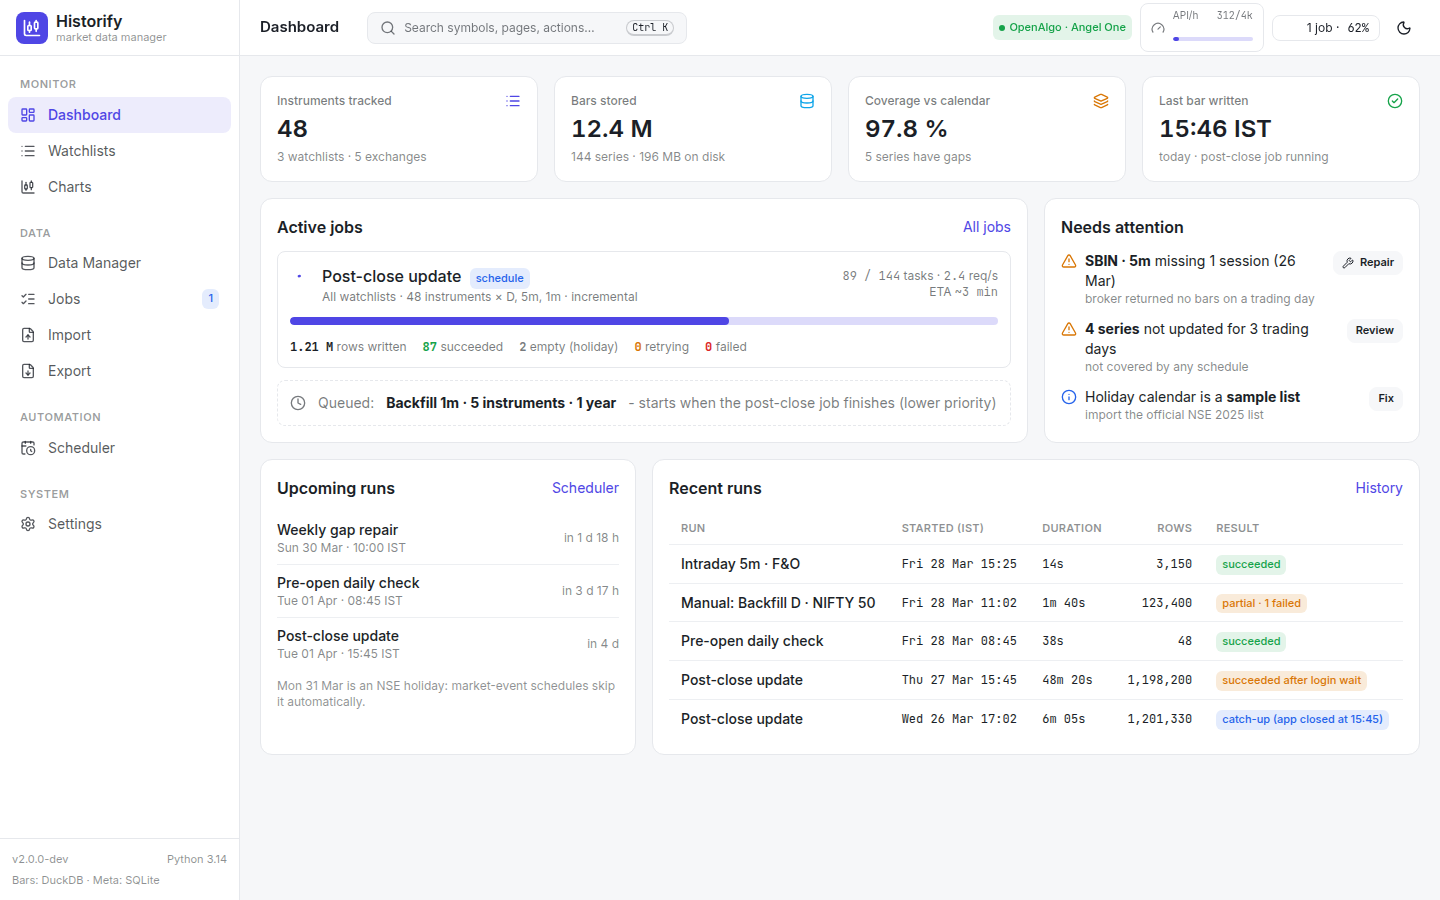 Historify
market data manager
Dashboard
Search symbols, pages, actions...
Ctrl K
OpenAlgo · Angel One
API/h 312/4k
1 job · 62%
MONITOR
Dashboard
Watchlists
Charts
DATA
Data Manager
Jobs 1
Import
Export
AUTOMATION
Scheduler
SYSTEM
Settings
v2.0.0-dev Python 3.14
Bars: DuckDB · Meta: SQLite
Instruments tracked
48
3 watchlists · 5 exchanges
Bars stored
12.4 M
144 series · 196 MB on disk
Coverage vs calendar
97.8 %
5 series have gaps
Last bar written
15:46 IST
today · post-close job running
Active jobs All jobs
Post-close update schedule
All watchlists · 48 instruments × D, 5m, 1m · incremental
89 / 144 tasks · 2.4 req/s
ETA ~3 min
1.21 M rows written 87 succeeded 2 empty (holiday) 0 retrying 0 failed
Queued: Backfill 1m · 5 instruments · 1 year - starts when the post-close job finishes (lower priority)
Needs attention
SBIN · 5m missing 1 session (26
Mar)
broker returned no bars on a trading day
Repair
4 series not updated for 3 trading
days
not covered by any schedule
Review
Holiday calendar is a sample list
import the official NSE 2025 list
Fix
Upcoming runs Scheduler
Weekly gap repair
Sun 30 Mar · 10:00 IST
in 1 d 18 h
Pre-open daily check
Tue 01 Apr · 08:45 IST
in 3 d 17 h
Post-close update
Tue 01 Apr · 15:45 IST
in 4 d
Mon 31 Mar is an NSE holiday: market-event schedules skip
it automatically.
Recent runs History
RUN STARTED (IST) DURATION ROWS RESULT
Intraday 5m · F&O Fri 28 Mar 15:25 14s 3,150 succeeded
Manual: Backfill D · NIFTY 50 Fri 28 Mar 11:02 1m 40s 123,400 partial · 1 failed
Pre-open daily check Fri 28 Mar 08:45 38s 48 succeeded
Post-close update Thu 27 Mar 15:45 48m 20s 1,198,200 succeeded after login wait
Post-close update Wed 26 Mar 17:02 6m 05s 1,201,330 catch-up (app closed at 15:45)